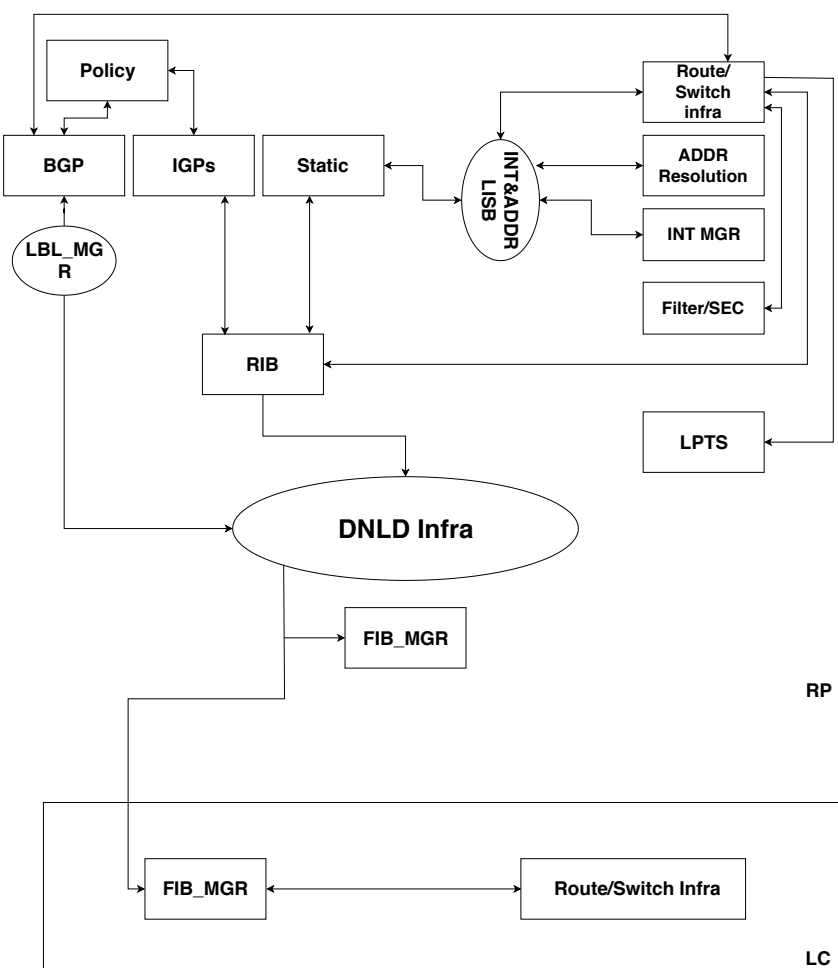 Policy
Route/
Switch
infra
BGP
IGPs
Static
INT&ADDR
LISB
ADDR
Resolution
LBL_MG
R
INT MGR
Filter/SEC
RIB
LPTS
DNLD Infra
FIB_MGR
RP
FIB_MGR
Route/Switch Infra
LC